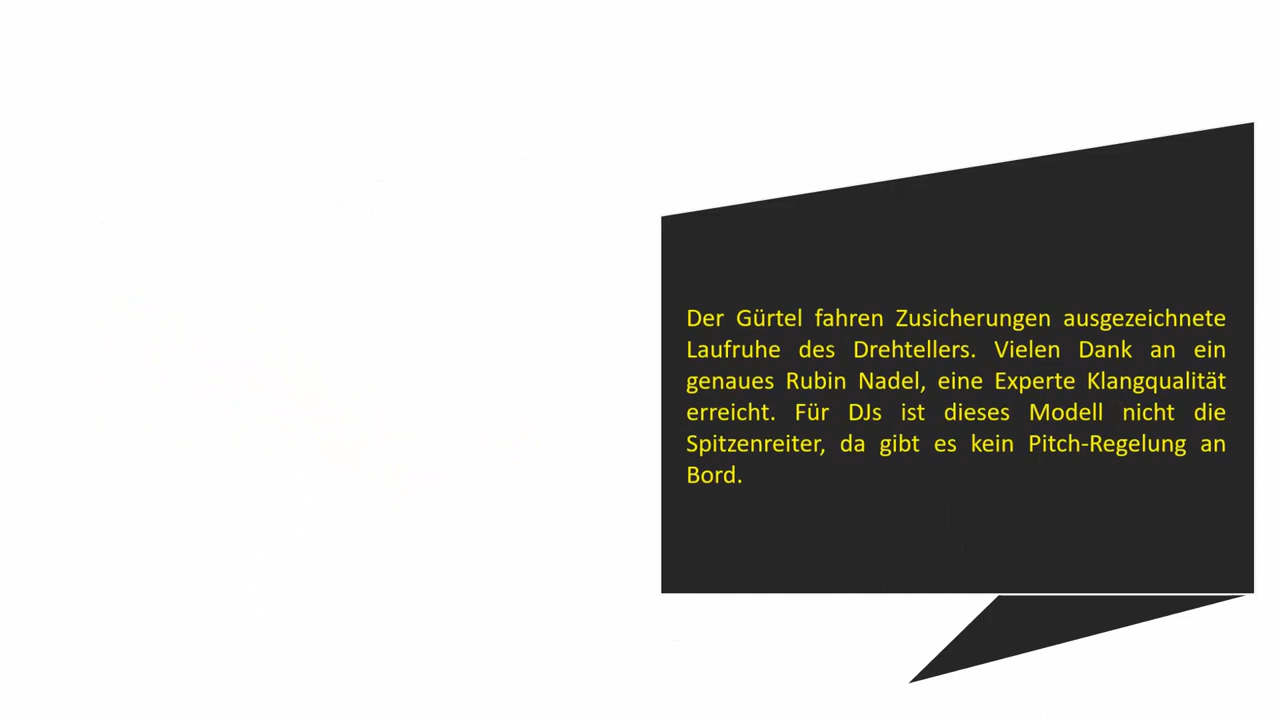 Der Gürtel fahren Zusicherungen ausgezeichnete
Laufruhe des Drehtellers. Vielen Dank an ein
genaues Rubin Nadel, eine Experte Klangqualität
erreicht. Für DJs ist dieses Modell nicht die
Spitzenreiter, da gibt es kein Pitch-Regelung an
Bord.